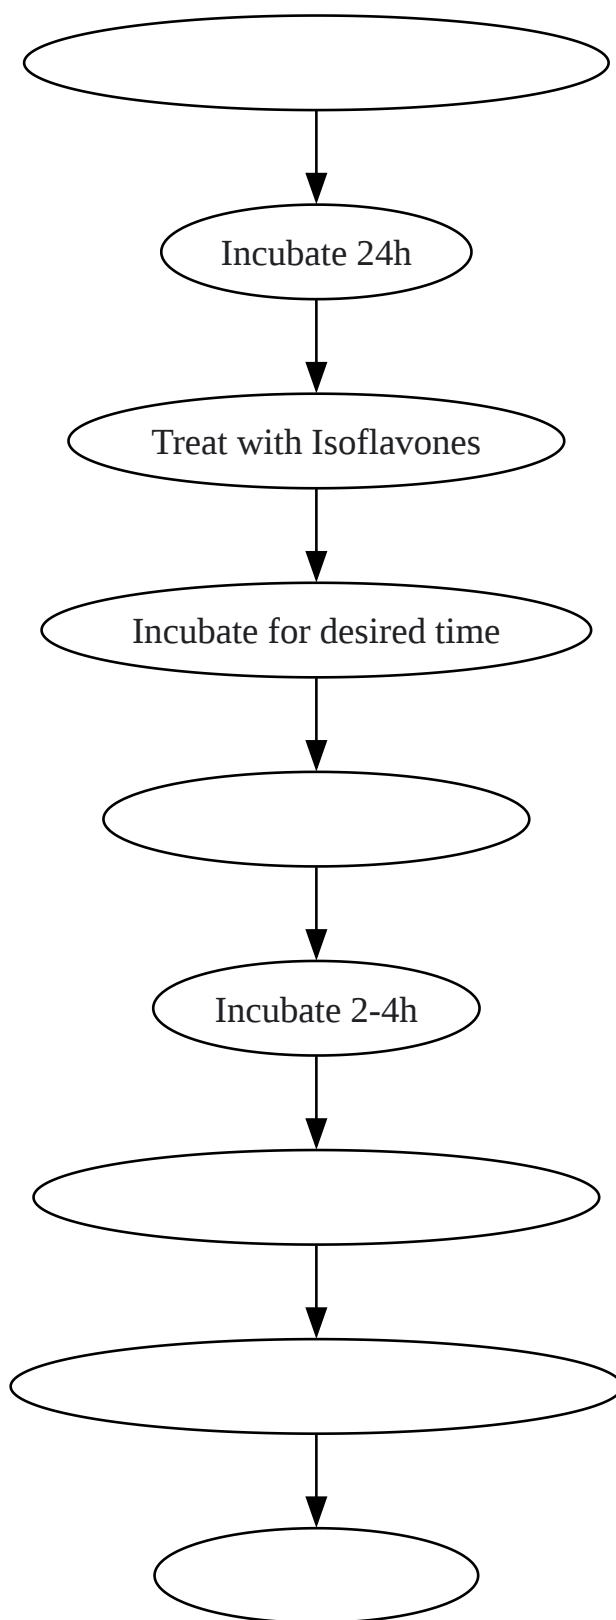 Incubate 24h
Treat with Isoflavones
Incubate for desired time
Incubate 2-4h